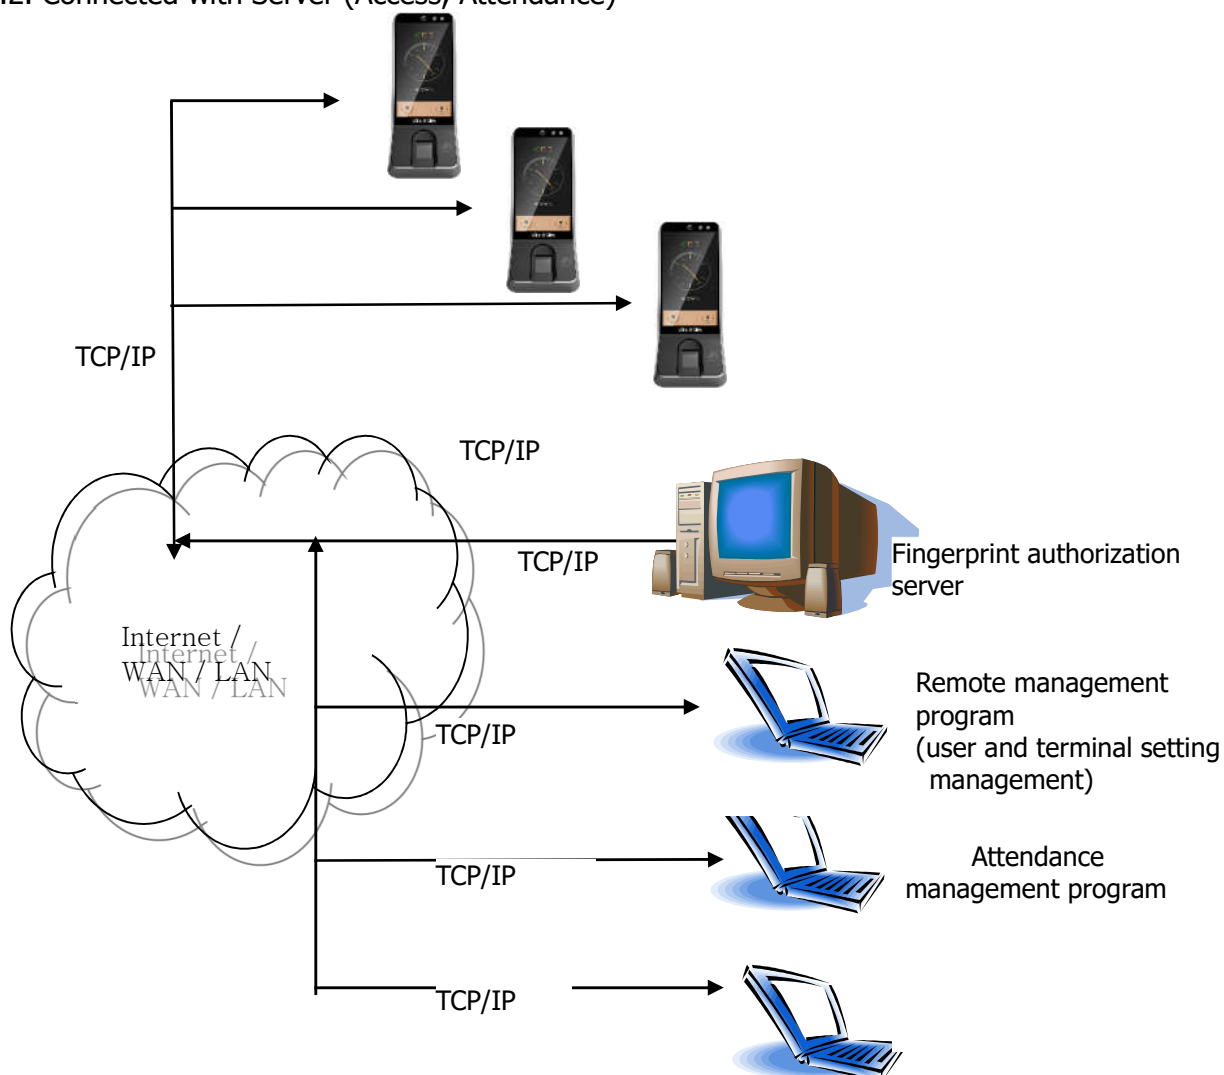 .2. Connected with Server (Access, Attendance)
TCP/IP
TCP/IP
TCP/IP
Fingerprint authorization
server
Internet /
WAN / LAN
Internet /
WAN / LAN
Remote management
program
(user and terminal setting
management)
TCP/IP
Attendance
management program
TCP/IP
TCP/IP